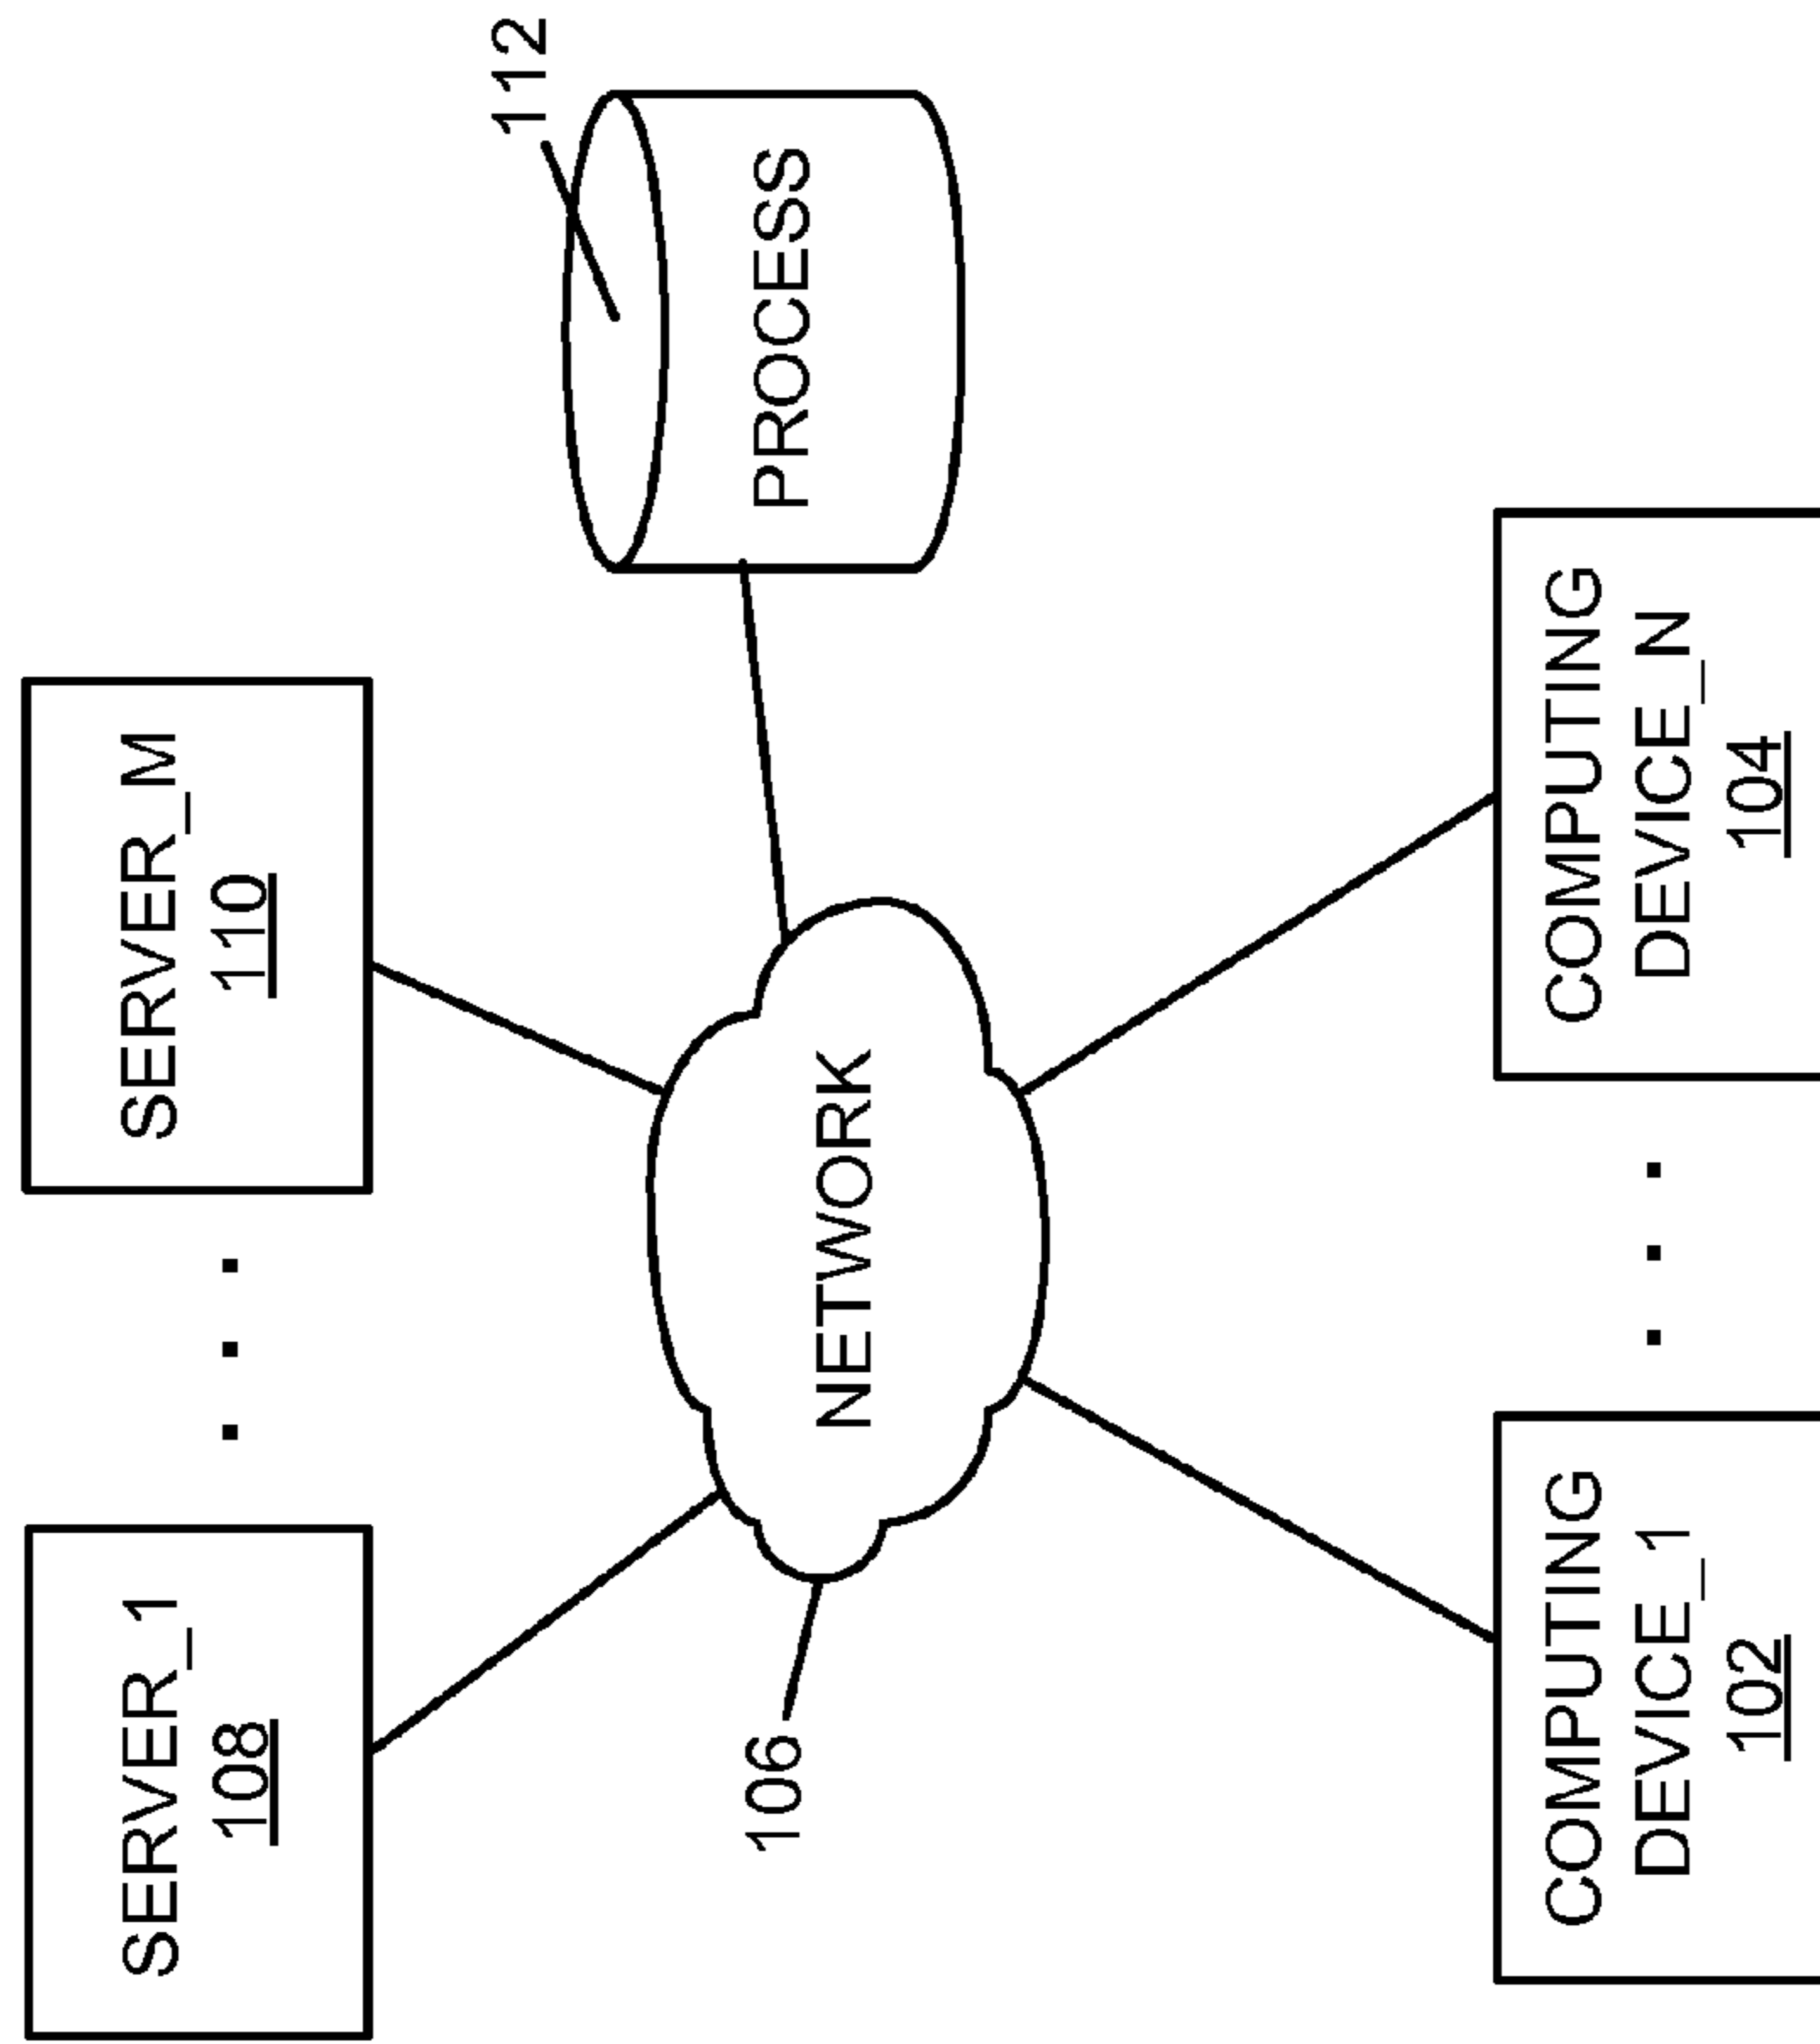 SERVER_1
108
. . .
SERVER_M
110
112
PROCESS
NETWORK
106
COMPUTING
DEVICE_1
102
. . .
COMPUTING
DEVICE_N
104